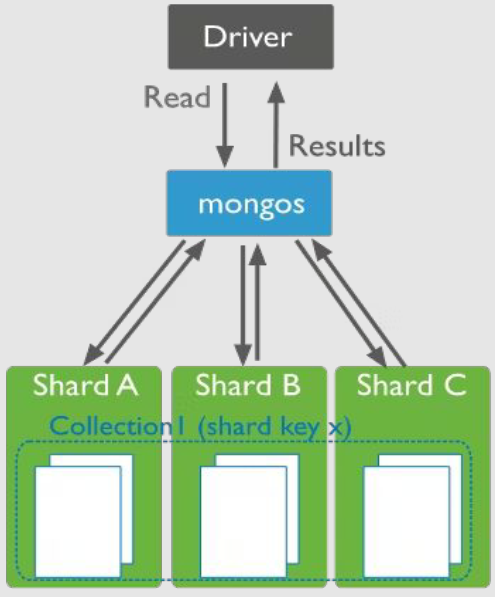 Driver
Read
Results
mongos
Shard A
Shard B
Shard C
Collection1 (shard key x)